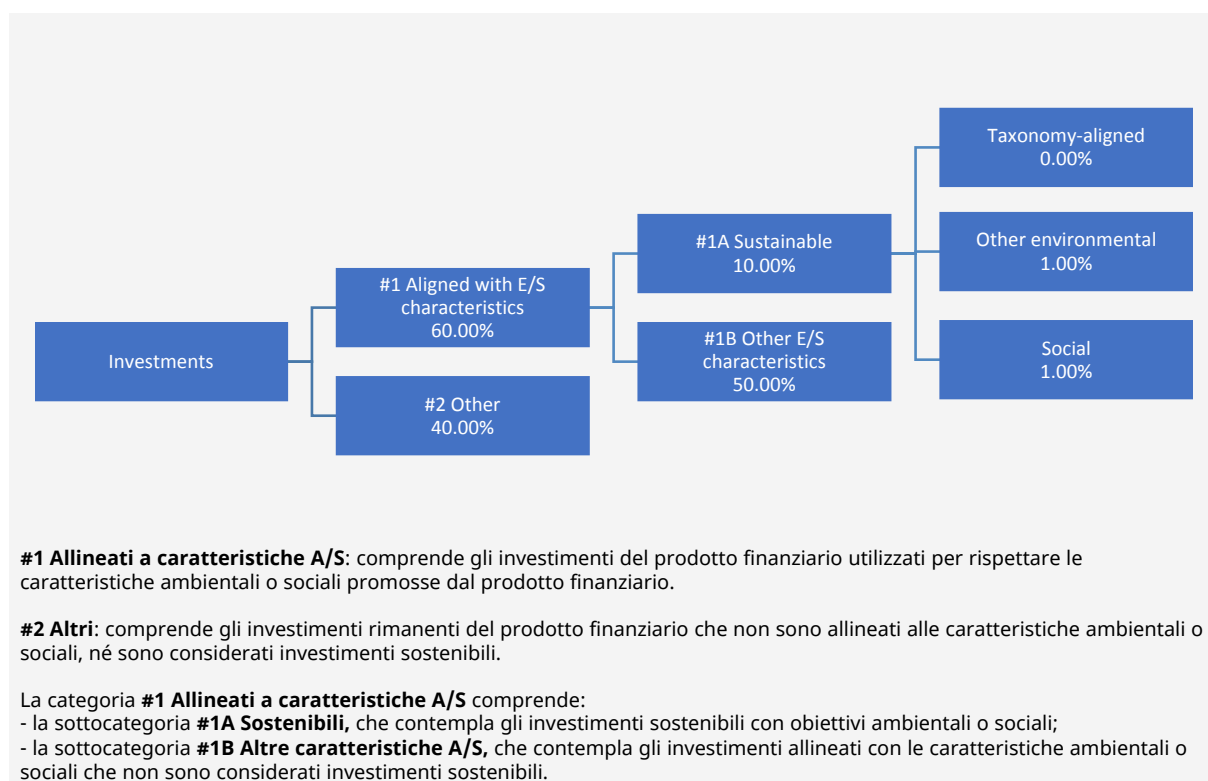 Investments
#1 Aligned with E/S
characteristics
60.00%
#2 Other
40.00%
#1A Sustainable
10.00%
#1B Other E/S
characteristics
50.00%
Taxonomy-aligned
0.00%
Other environmental
1.00%
Social
1.00%
#1 Allineati a caratteristiche A/S: comprende gli investimenti del prodotto finanziario utilizzati per rispettare le
caratteristiche ambientali o sociali promosse dal prodotto finanziario.
#2 Altri: comprende gli investimenti rimanenti del prodotto finanziario che non sono allineati alle caratteristiche ambientali o
sociali, né sono considerati investimenti sostenibili.
La categoria #1 Allineati a caratteristiche A/S comprende:
- la sottocategoria #1A Sostenibili, che contempla gli investimenti sostenibili con obiettivi ambientali o sociali;
- la sottocategoria #1B Altre caratteristiche A/S, che contempla gli investimenti allineati con le caratteristiche ambientali o
sociali che non sono considerati investimenti sostenibili.